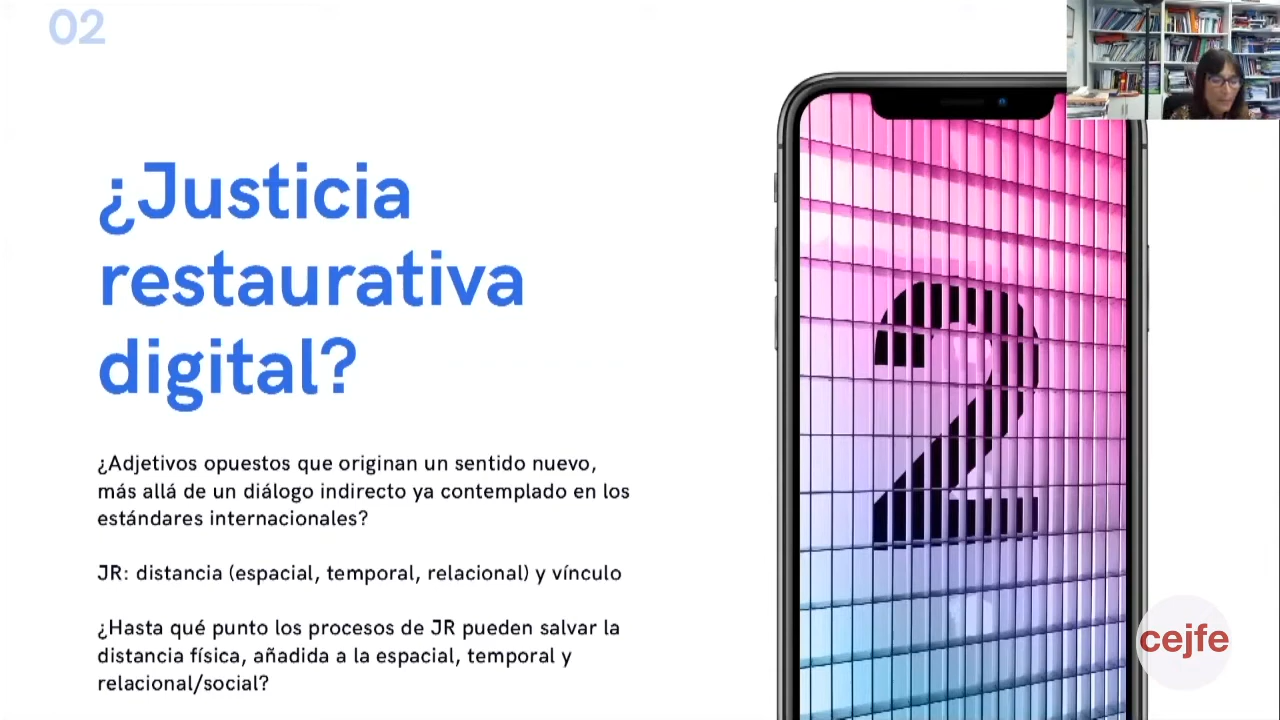 02
¿Justicia
restaurativa
digital?
¿Adjetivos opuestos que originan un sentido nuevo,
más allá de un diálogo indirecto ya contemplado en los
estándares internacionales?
JR: distancia (espacial, temporal, relacional) y vínculo
¿Hasta qué punto los procesos de JR pueden salvar la
distancia física, añadida a la espacial, temporal y
relacional/social?
2
cejfe